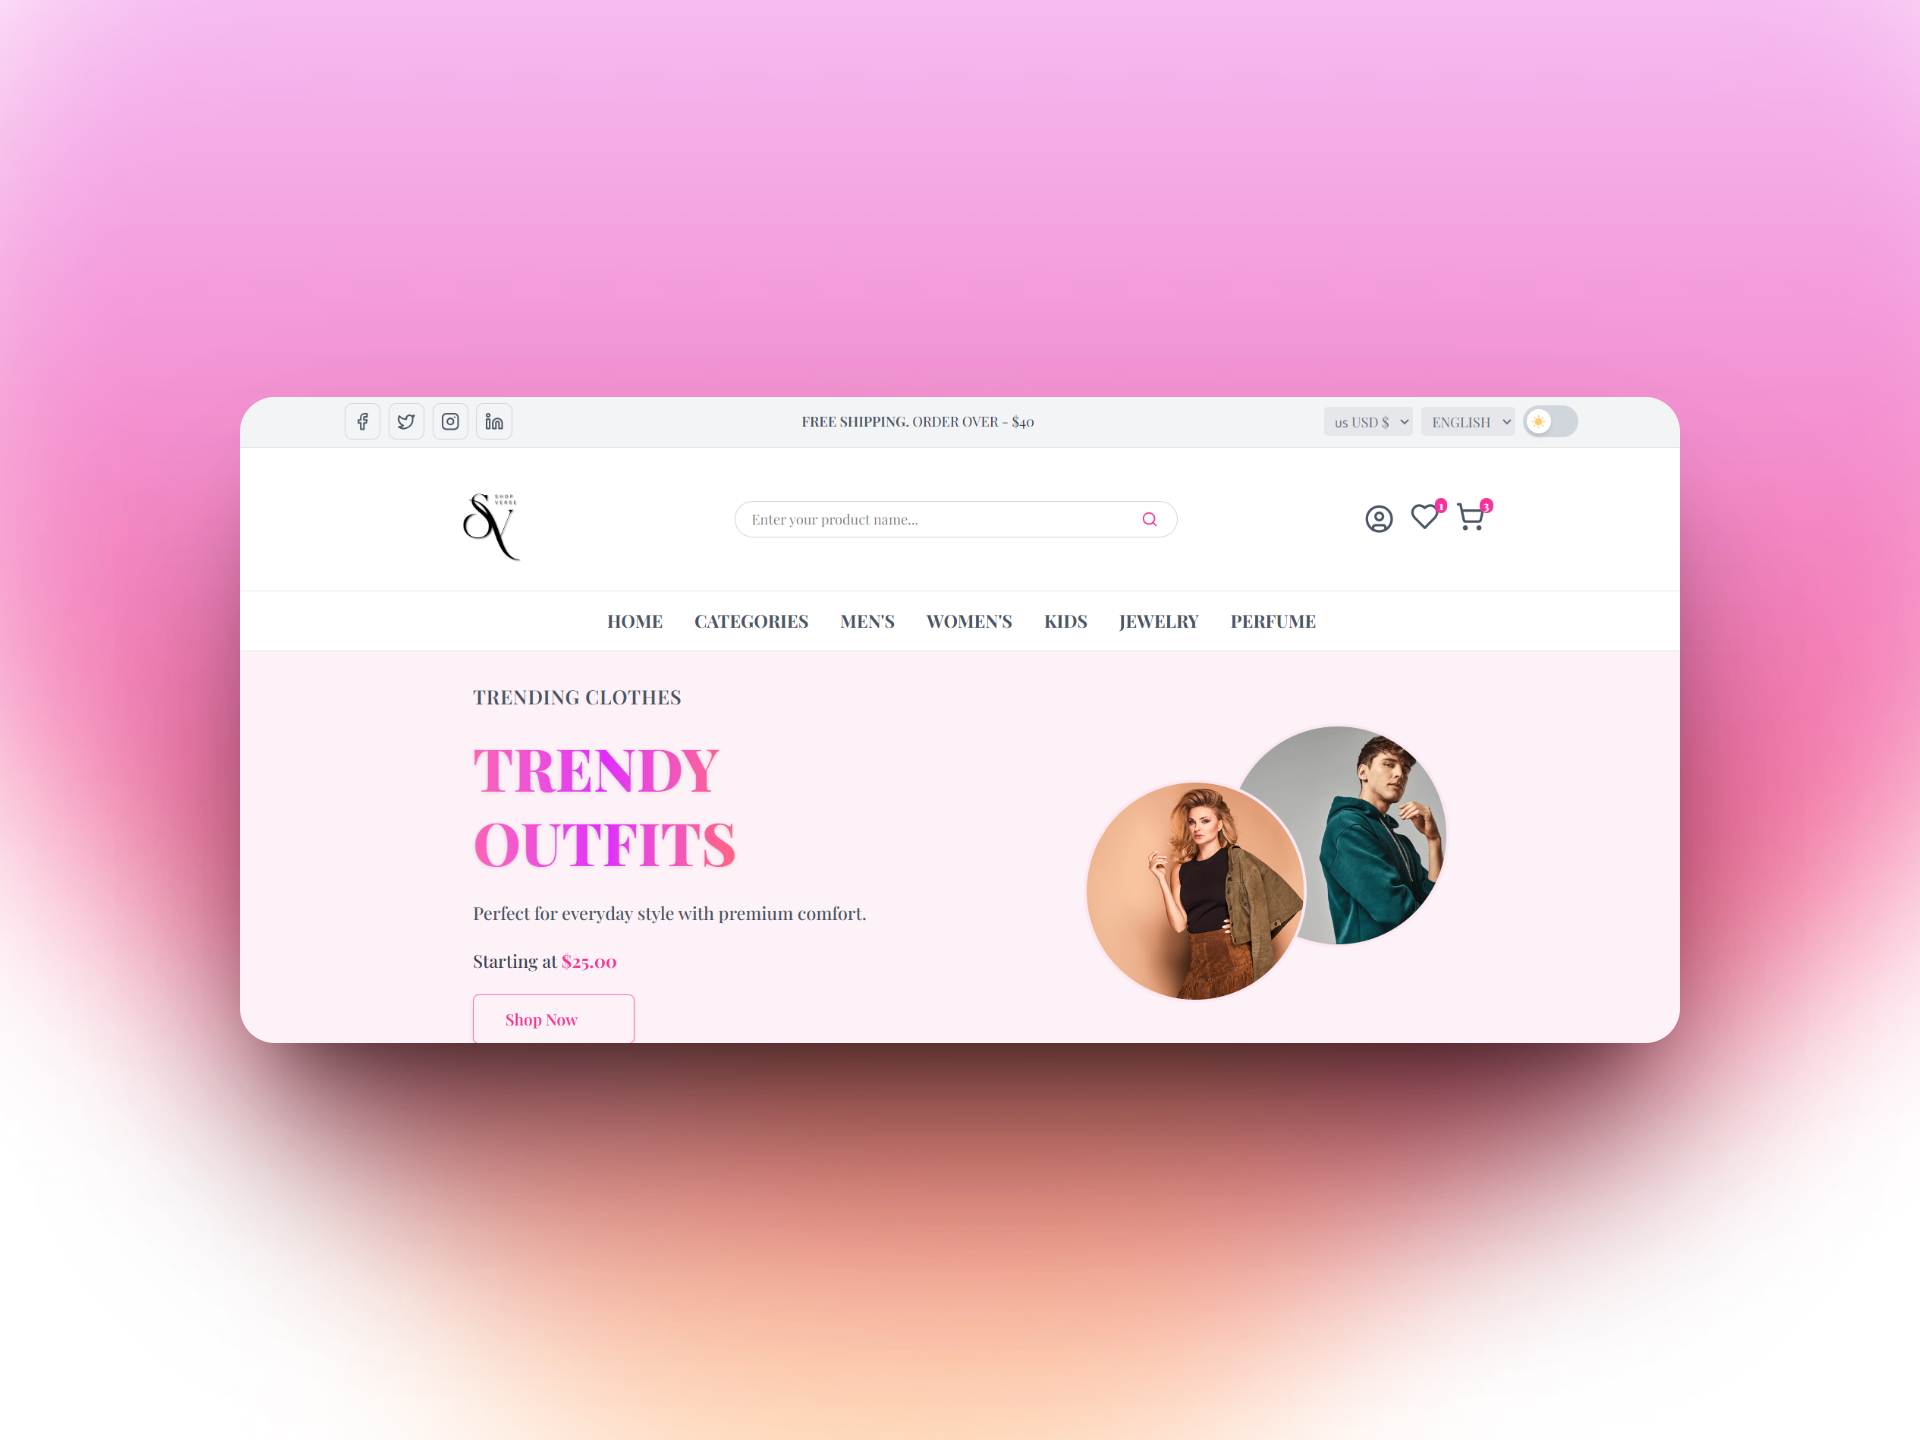 FREE SHIPPING. ORDER OVER - $40
us USD $
ENGLISH
SHOP
VERSE
SV
Enter your product name...
1
3
HOME CATEGORIES MEN'S WOMEN'S KIDS JEWELRY PERFUME
TRENDING CLOTHES
TRENDY
OUTFITS
Perfect for everyday style with premium comfort.
Starting at $25.00
Shop Now